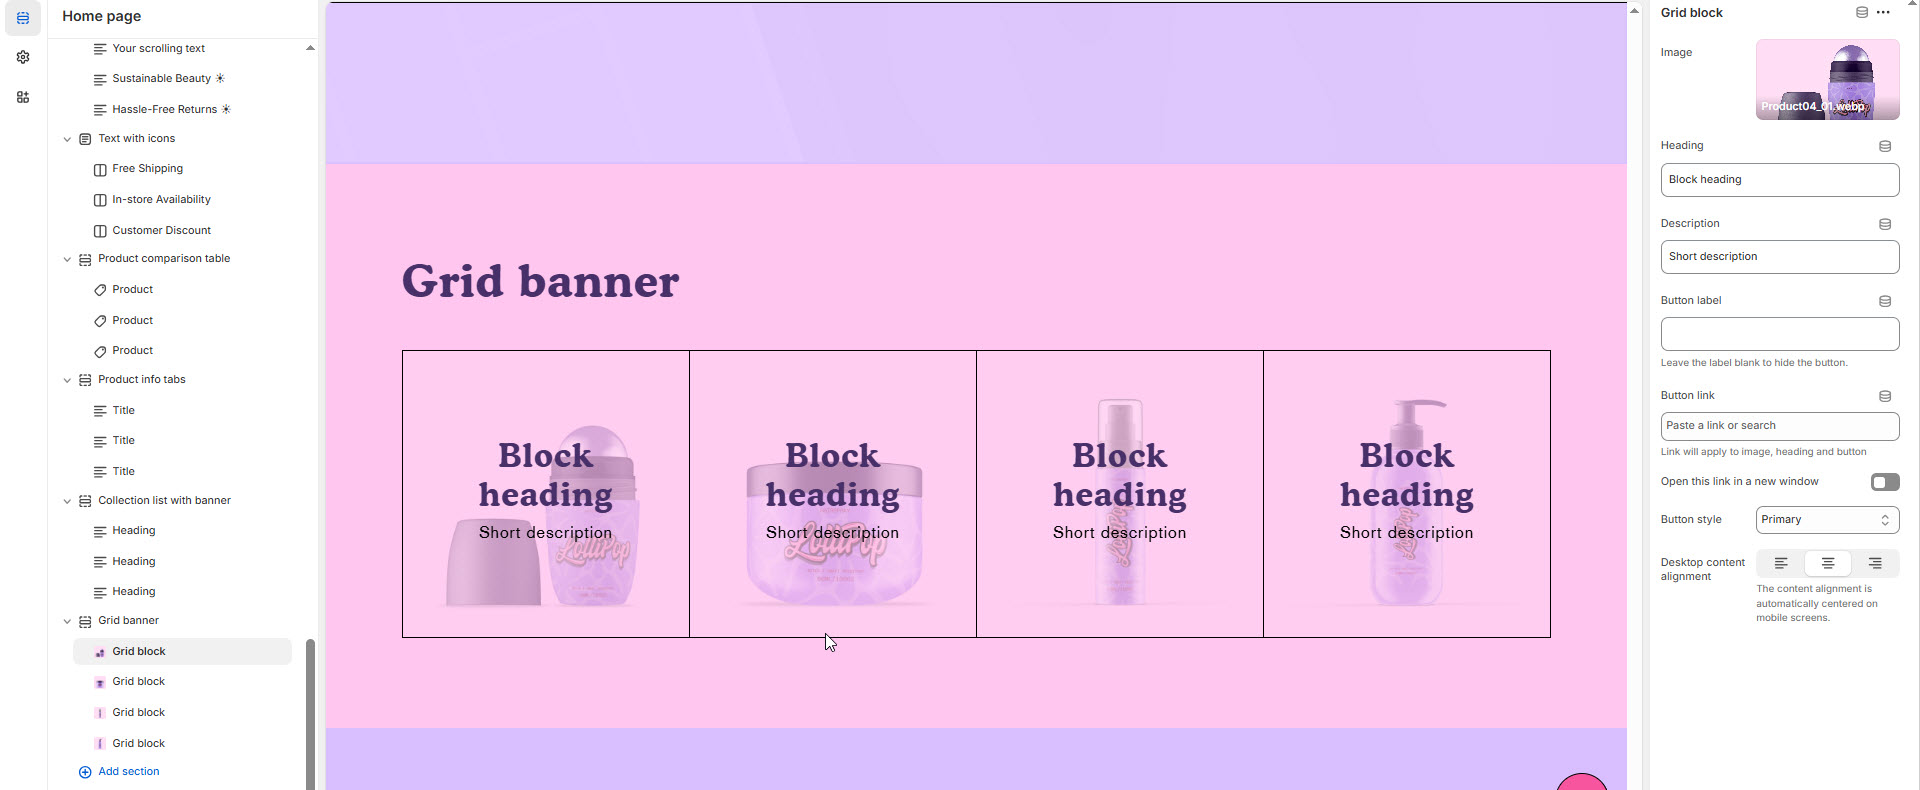 Home page
Your scrolling text
Sustainable Beauty ☀
Hassle-Free Returns ☀
Text with icons
Free Shipping
In-store Availability
Customer Discount
Product comparison table
Product
Product
Product
Product info tabs
Title
Title
Title
Collection list with banner
Heading
Heading
Heading
Grid banner
Grid block
Grid block
Grid block
Grid block
Add section
Grid banner
Block
heading
Short description
LolliPop
Block
heading
Short description
LolliPop
Block
heading
Short description
LolliPop
Block
heading
Short description
LolliPop
Grid block
Image
Product04_01.webp
Heading
Block heading
Description
Short description
Button label
Leave the label blank to hide the button.
Button link
Paste a link or search
Link will apply to image, heading and button
Open this link in a new window
Button style
Primary
Desktop content
alignment
The content alignment is
automatically centered on
mobile screens.